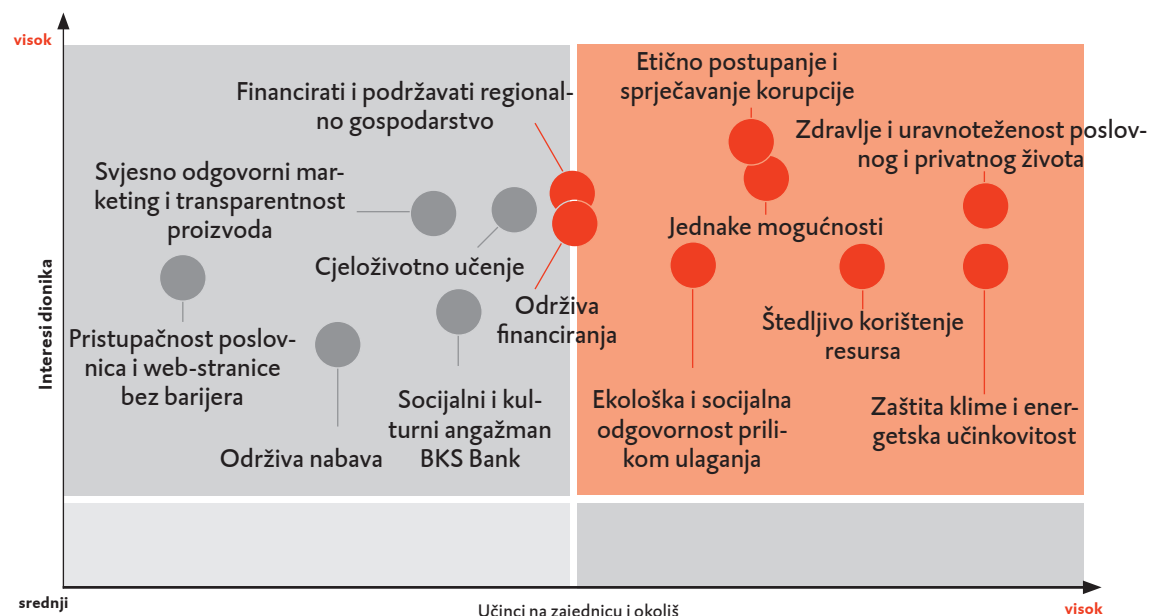 visok
Financirati i podržavati regional-
no gospodarstvo
Etično postupanje i
sprječavanje korupcije
Zdravlje i uravnoteženost poslov-
nog i privatnog života
Svjesno odgovorni mar-
keting i transparentnost
proizvoda
Jednake mogućnosti
Cjeloživotno učenje
Održiva
financiranja
Štedljivo korištenje
resursa
Pristupačnost poslov-
nica i web-stranice
bez barijera
Socijalni i kul-
turni angažman
BKS Bank
Ekološka i socijalna
odgovornost prili-
kom ulaganja
Zaštita klime i ener-
getska učinkovitost
Održiva nabava
Interesi dionika
srednji
Učinci na zajednicu i okoliš
visok